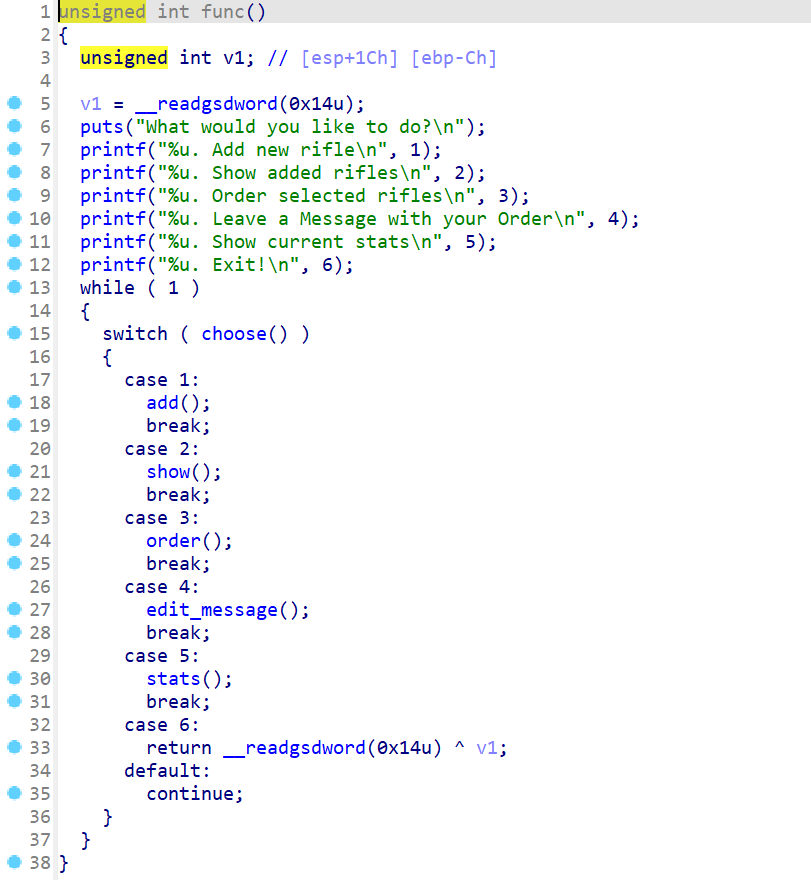 1 unsigned int func()
2 {
3 unsigned int v1; // [esp+1Ch] [ebp-Ch]
4
5 v1 = __readgsdword(0x14u);
6 puts("What would you like to do?\n");
7 printf("%u. Add new rifle\n", 1);
8 printf("%u. Show added rifles\n", 2);
9 printf("%u. Order selected rifles\n", 3);
10 printf("%u. Leave a Message with your Order\n", 4);
11 printf("%u. Show current stats\n", 5);
12 printf("%u. Exit!\n", 6);
13 while ( 1 )
14 {
15 switch ( choose() )
16 {
17 case 1:
18 add();
19 break;
20 case 2:
21 show();
22 break;
23 case 3:
24 order();
25 break;
26 case 4:
27 edit_message();
28 break;
29 case 5:
30 stats();
31 break;
32 case 6:
33 return __readgsdword(0x14u) ^ v1;
34 default:
35 continue;
36 }
37 }
38 }